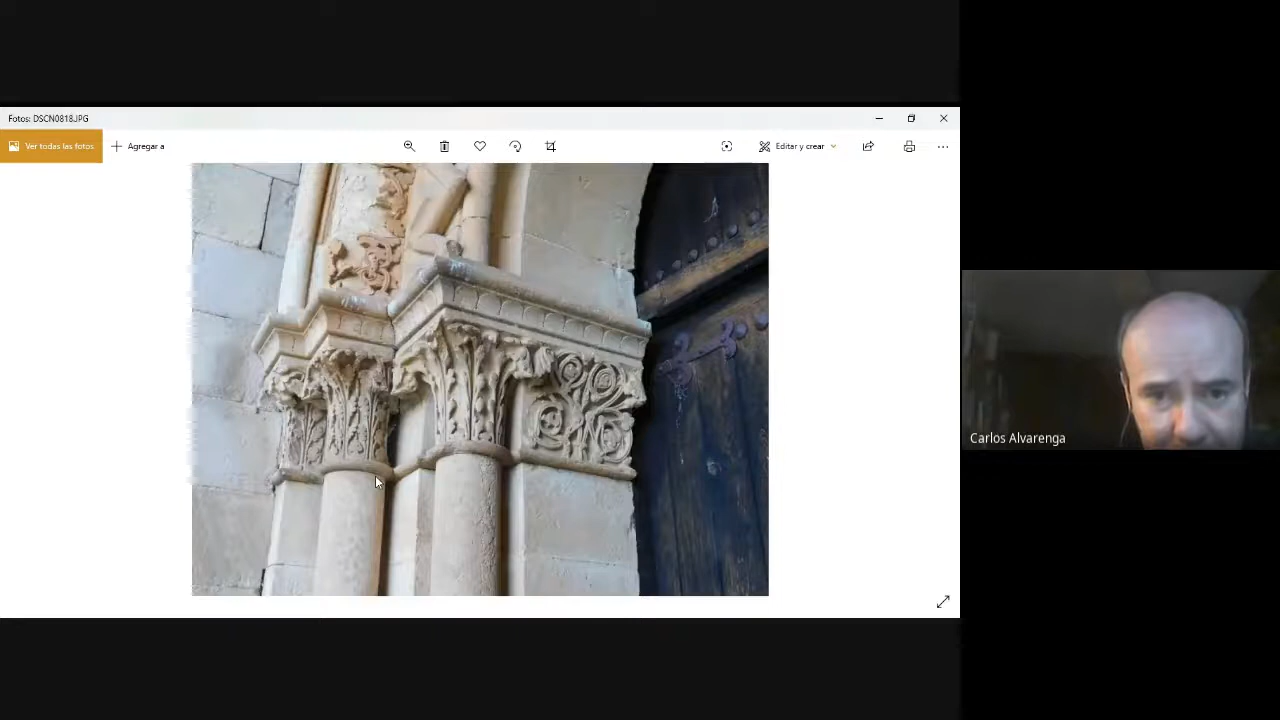 Fotos: DSCN0818.JPG
Ver todas las fotos
Agregar a
Editar y crear
Carlos Alvarenga